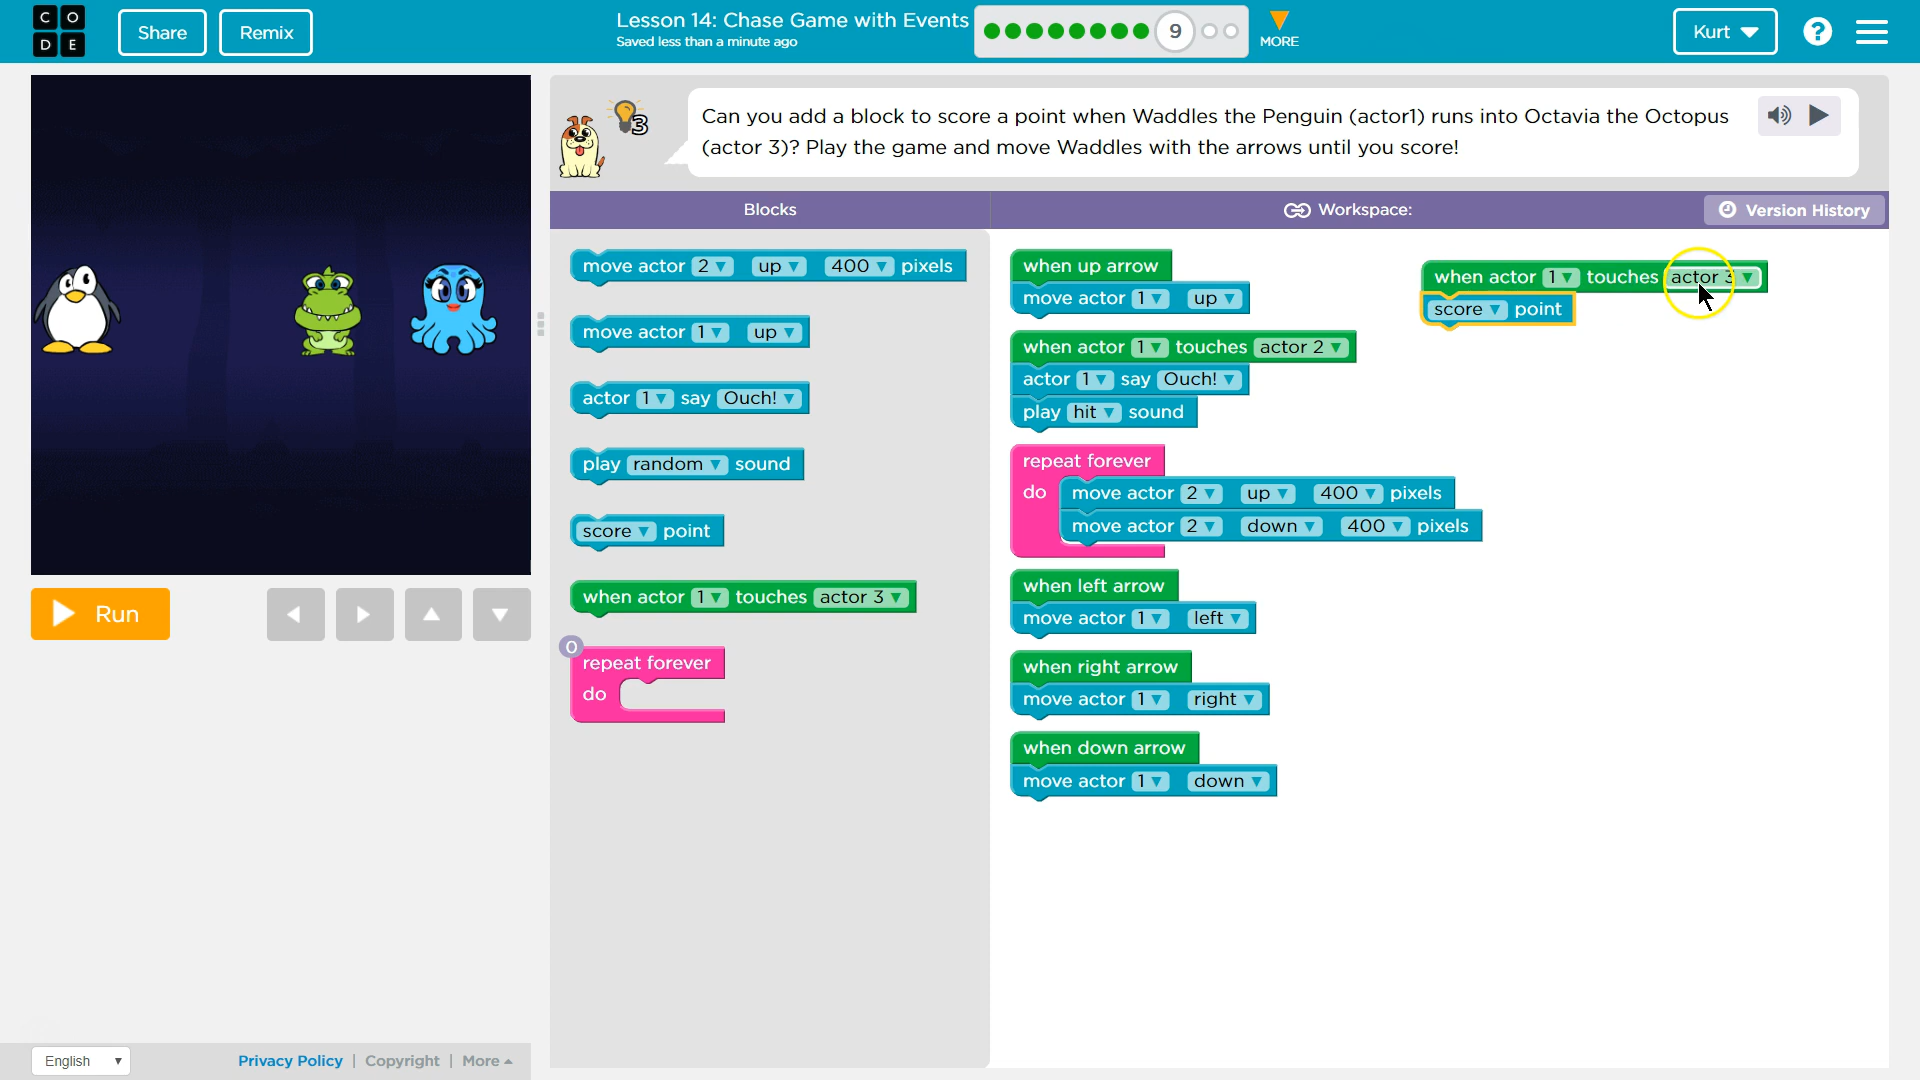 C O
D E
Share
Remix
Lesson 14: Chase Game with Events
Saved less than a minute ago
9
MORE
Kurt
?
3
Can you add a block to score a point when Waddles the Penguin (actor1) runs into Octavia the Octopus
(actor 3)? Play the game and move Waddles with the arrows until you score!
Blocks
Workspace:
Version History
move actor 2 up 400 pixels
move actor 1 up
actor 1 say Ouch!
play random sound
score point
when actor 1 touches actor 3
0
repeat forever
do
when up arrow
move actor 1 up
when actor 1 touches actor 2
actor 1 say Ouch!
play hit sound
repeat forever
do
move actor 2 up 400 pixels
move actor 2 down 400 pixels
when left arrow
move actor 1 left
when right arrow
move actor 1 right
when down arrow
move actor 1 down
when actor 1 touches actor 3
score point
Run
English
Privacy Policy | Copyright | More